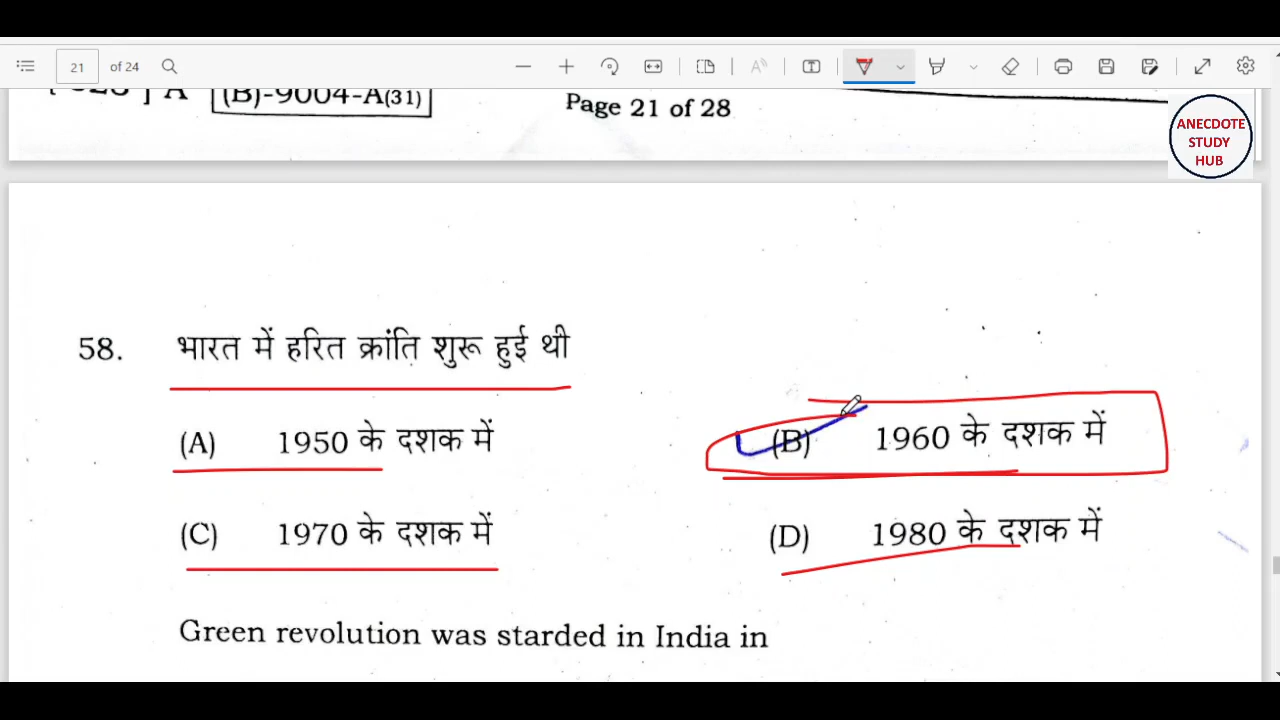 21 of 24
(B)-9004-A(31)
Page 21 of 28
ANECDOTE
STUDY
HUB
58. भारत में हरित क्रांति शुरू हुई थी
(A) 1950 के दशक में (B) 1960 के दशक में
(C) 1970 के दशक में (D) 1980 के दशक में
Green revolution was starded in India in